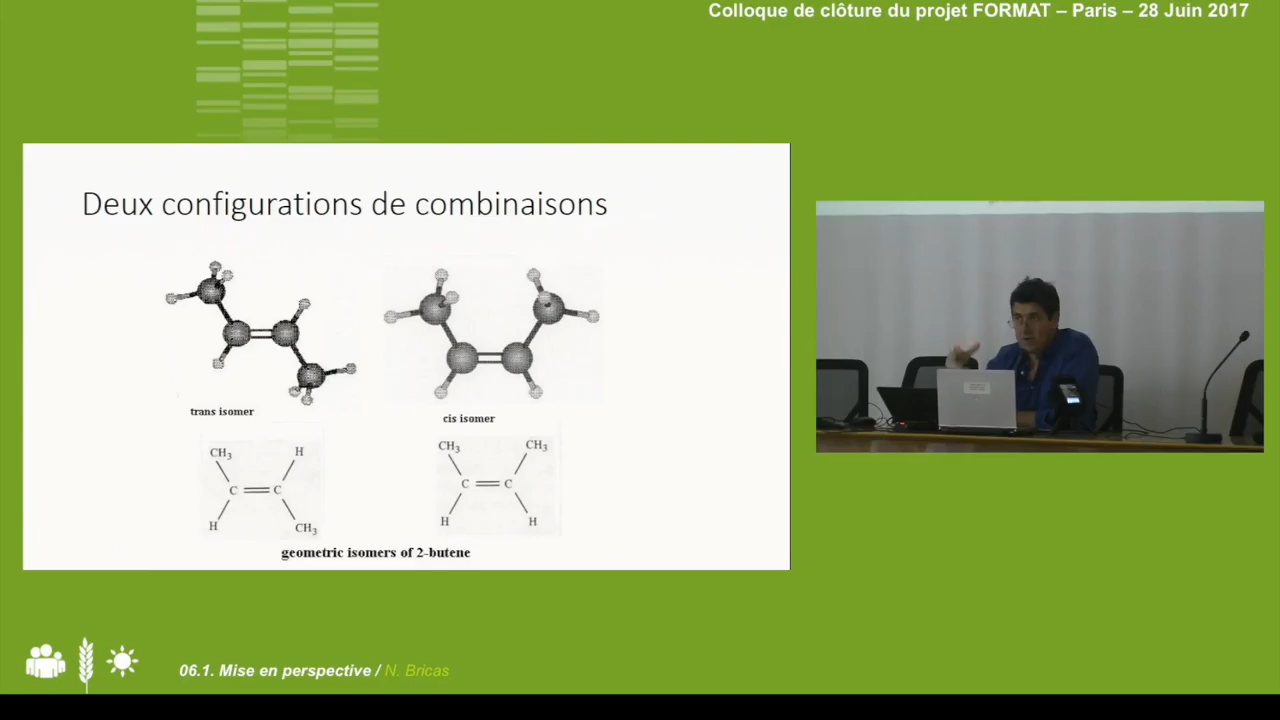 Colloque de clôture du projet FORMAT – Paris – 28 Juin 2017
Deux configurations de combinaisons
trans isomer
cis isomer
CH₃ H
C C
H CH₃
CH₃ CH₃
C C
H H
geometric isomers of 2-butene
06.1. Mise en perspective / N. Bricas